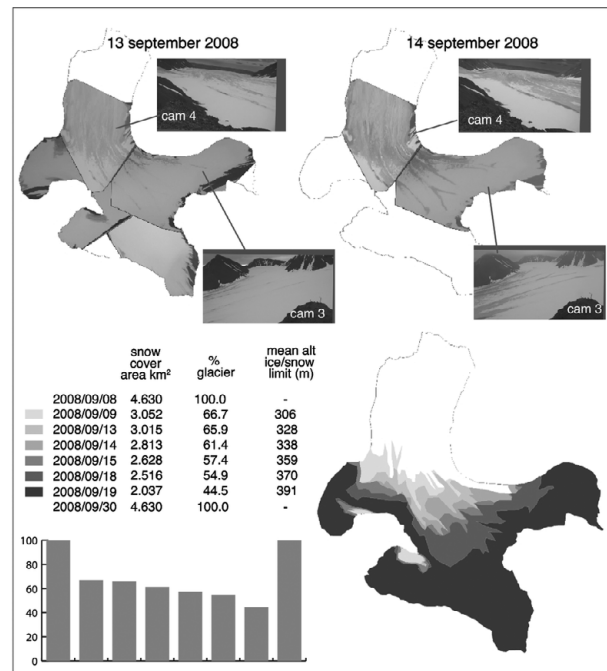 13 september 2008
14 september 2008
cam 4
cam 4
cam 3
cam 3
snow cover area km² % glacier mean alt ice/snow limit (m)
2008/09/08 4.630 100.0 -
2008/09/09 3.052 66.7 306
2008/09/13 3.015 65.9 328
2008/09/14 2.813 61.4 338
2008/09/15 2.628 57.4 359
2008/09/18 2.516 54.9 370
2008/09/19 2.037 44.5 391
2008/09/30 4.630 100.0 -
100
80
60
40
20
0